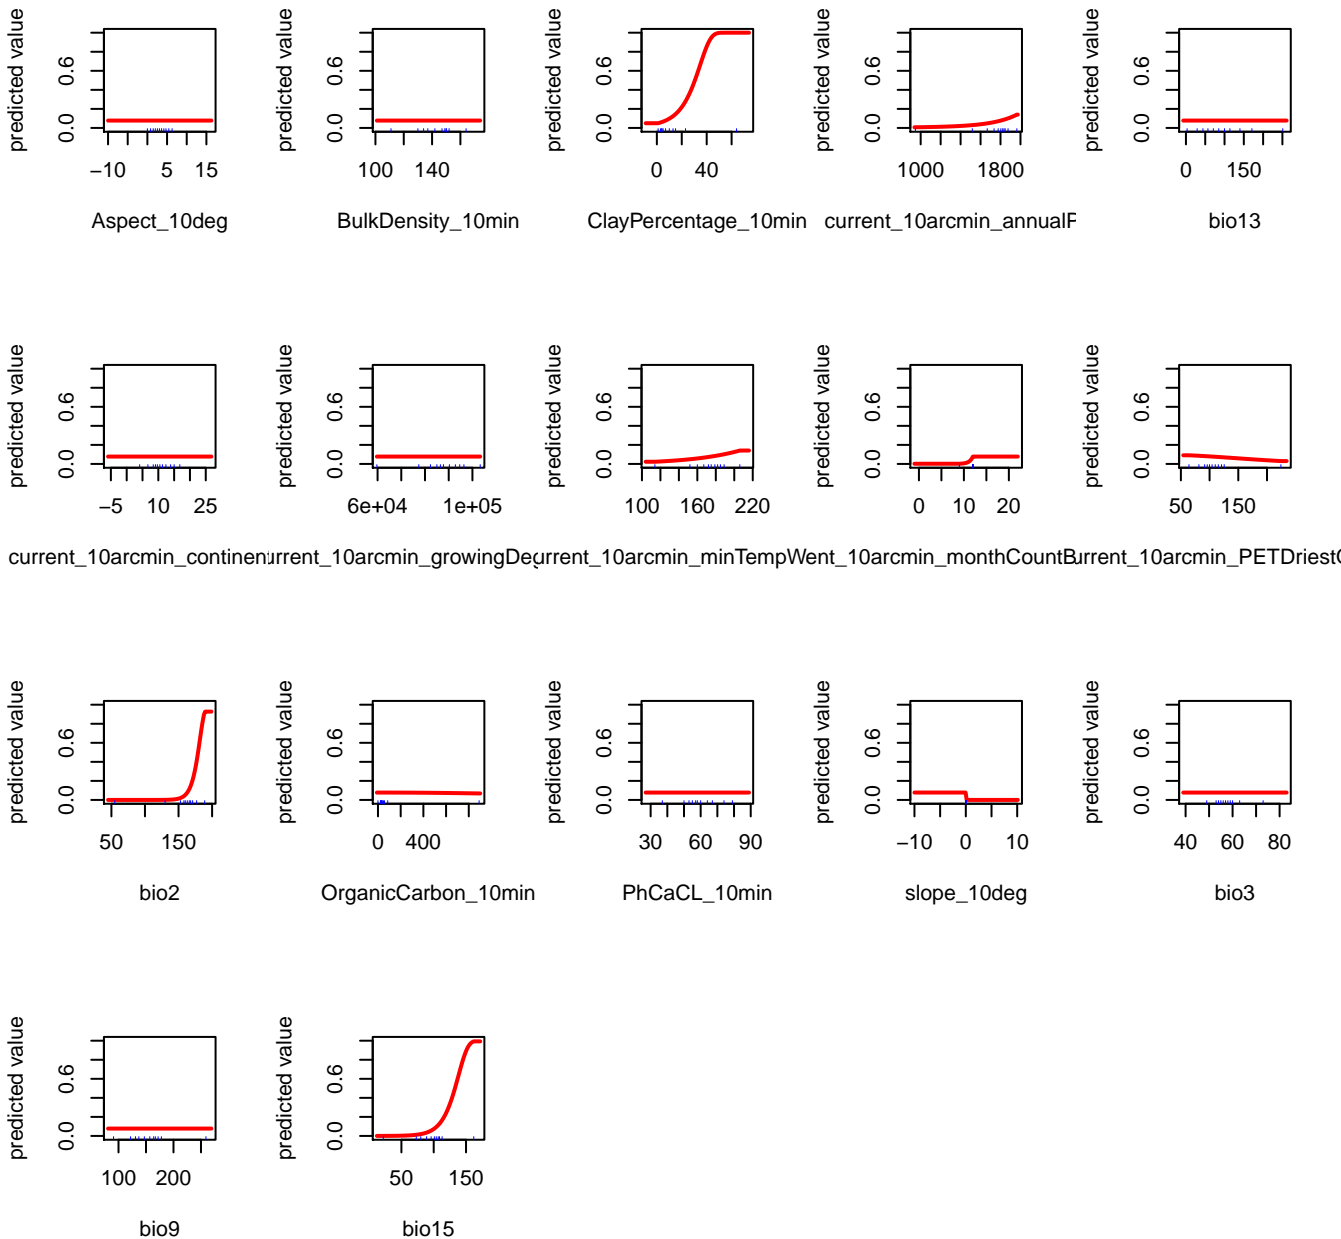 predicted value
0.0 0.6
−10 5 15
Aspect_10deg
predicted value
0.0 0.6
100 140
BulkDensity_10min
predicted value
0.0 0.6
0 40
ClayPercentage_10min
predicted value
0.0 0.6
1000 1800
current_10arcmin_annualP
predicted value
0.0 0.6
0 150
bio13
predicted value
0.0 0.6
−5 10 25
current_10arcmin_continen
predicted value
0.0 0.6
6e+04 1e+05
urrent_10arcmin_growingDeg
predicted value
0.0 0.6
100 160 220
urrent_10arcmin_minTempW
predicted value
0.0 0.6
0 10 20
ent_10arcmin_monthCountB
predicted value
0.0 0.6
50 150
urrent_10arcmin_PETDriestQ
predicted value
0.0 0.6
50 150
bio2
predicted value
0.0 0.6
0 400
OrganicCarbon_10min
predicted value
0.0 0.6
30 60 90
PhCaCL_10min
predicted value
0.0 0.6
−10 0 10
slope_10deg
predicted value
0.0 0.6
40 60 80
bio3
predicted value
0.0 0.6
100 200
bio9
predicted value
0.0 0.6
50 150
bio15